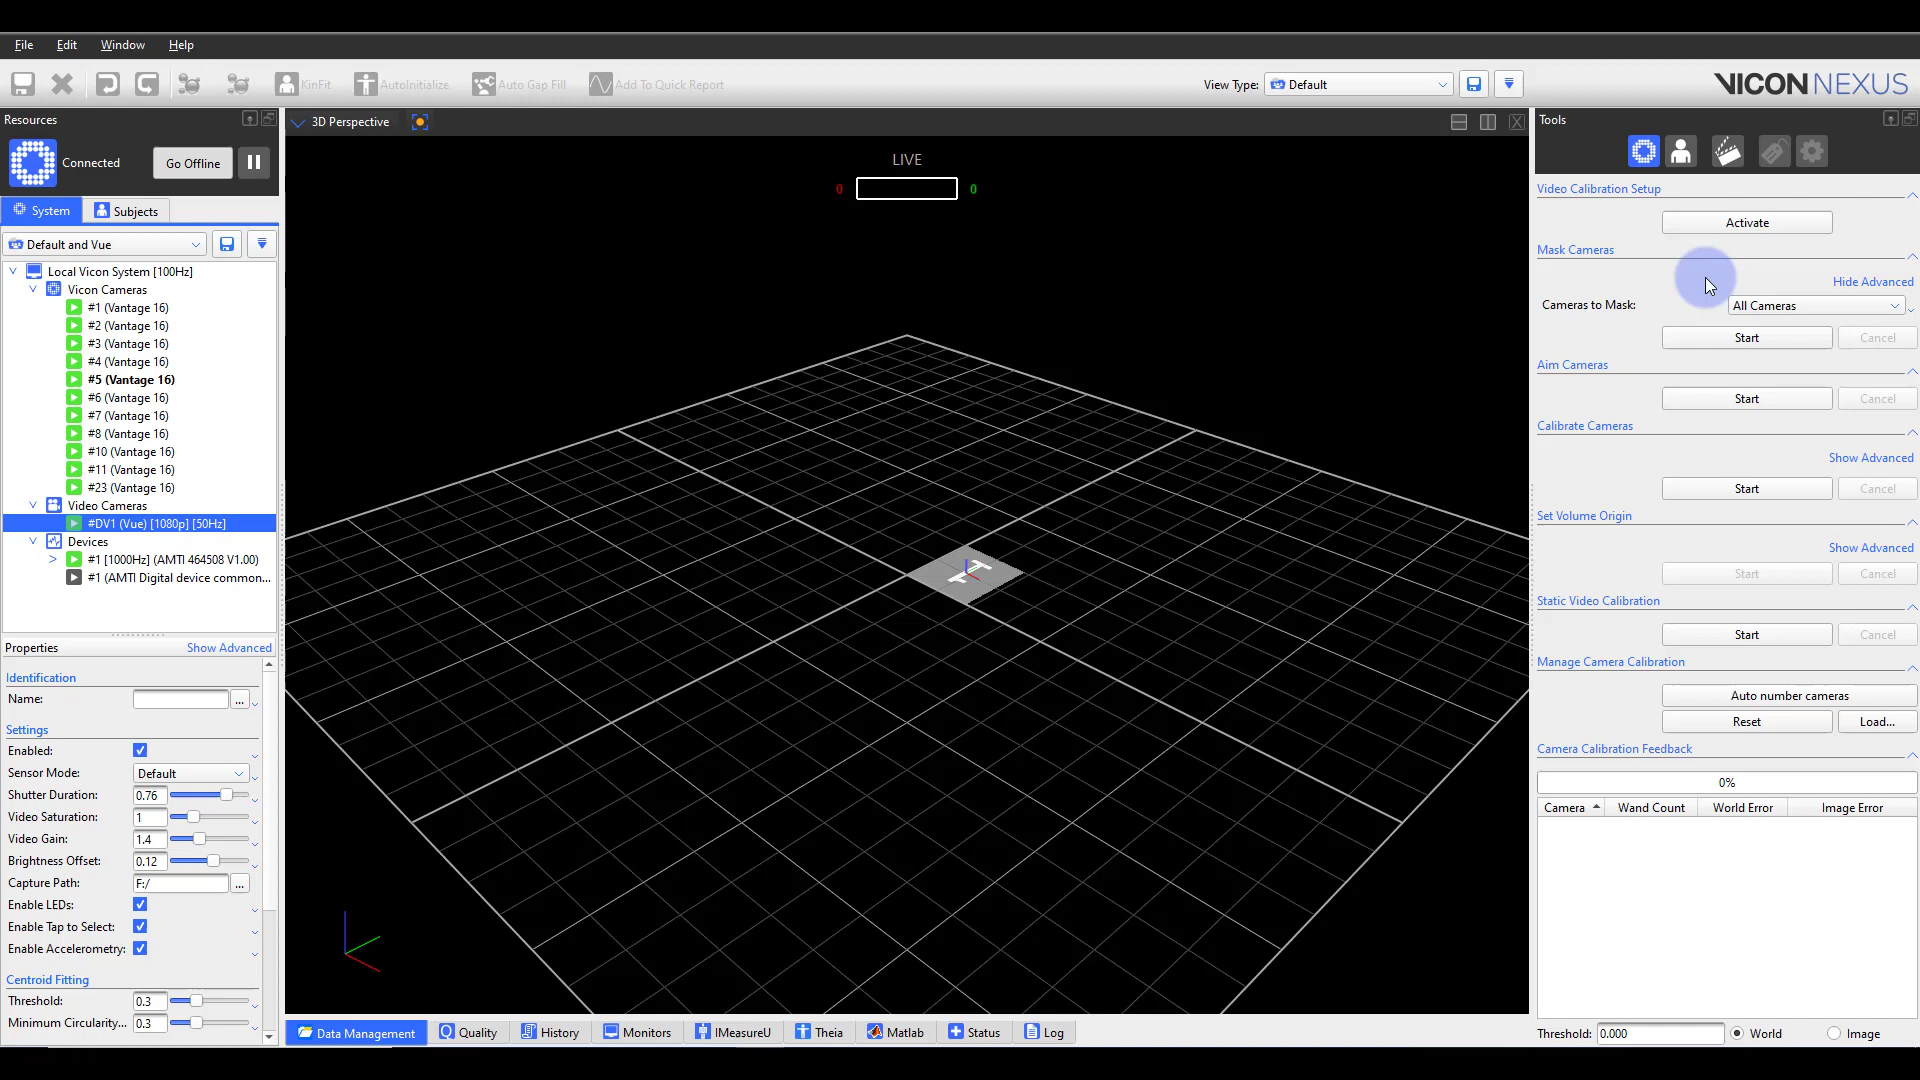 File Edit Window Help
KinFit AutoInitialize. Auto Gap Fill Add To Quick Report View Type: Default VICON NEXUS
Resources
Connected Go Offline
System Subjects
Default and Vue
Local Vicon System [100Hz]
Vicon Cameras
#1 (Vantage 16)
#2 (Vantage 16)
#3 (Vantage 16)
#4 (Vantage 16)
#5 (Vantage 16)
#6 (Vantage 16)
#7 (Vantage 16)
#8 (Vantage 16)
#10 (Vantage 16)
#11 (Vantage 16)
#23 (Vantage 16)
Video Cameras
#DV1 (Vue) [1080p] [50Hz]
Devices
#1 [1000Hz] (AMTI 464508 V1.00)
#1 (AMTI Digital device common...
Properties Show Advanced
Identification
Name: ...
Settings
Enabled:
Sensor Mode: Default
Shutter Duration: 0.76
Video Saturation: 1
Video Gain: 1.4
Brightness Offset: 0.12
Capture Path: F:/ ...
Enable LEDs:
Enable Tap to Select:
Enable Accelerometry:
Centroid Fitting
Threshold: 0.3
Minimum Circularity... 0.3
3D Perspective
LIVE
0 0
Data Management Quality History Monitors IMeasureU Theia Matlab Status Log
Tools
Video Calibration Setup
Activate
Mask Cameras
Hide Advanced
Cameras to Mask: All Cameras
Start Cancel
Aim Cameras
Start Cancel
Calibrate Cameras
Show Advanced
Start Cancel
Set Volume Origin
Show Advanced
Start Cancel
Static Video Calibration
Start Cancel
Manage Camera Calibration
Auto number cameras
Reset Load...
Camera Calibration Feedback
0%
Camera Wand Count World Error Image Error
Threshold: 0.000 World Image